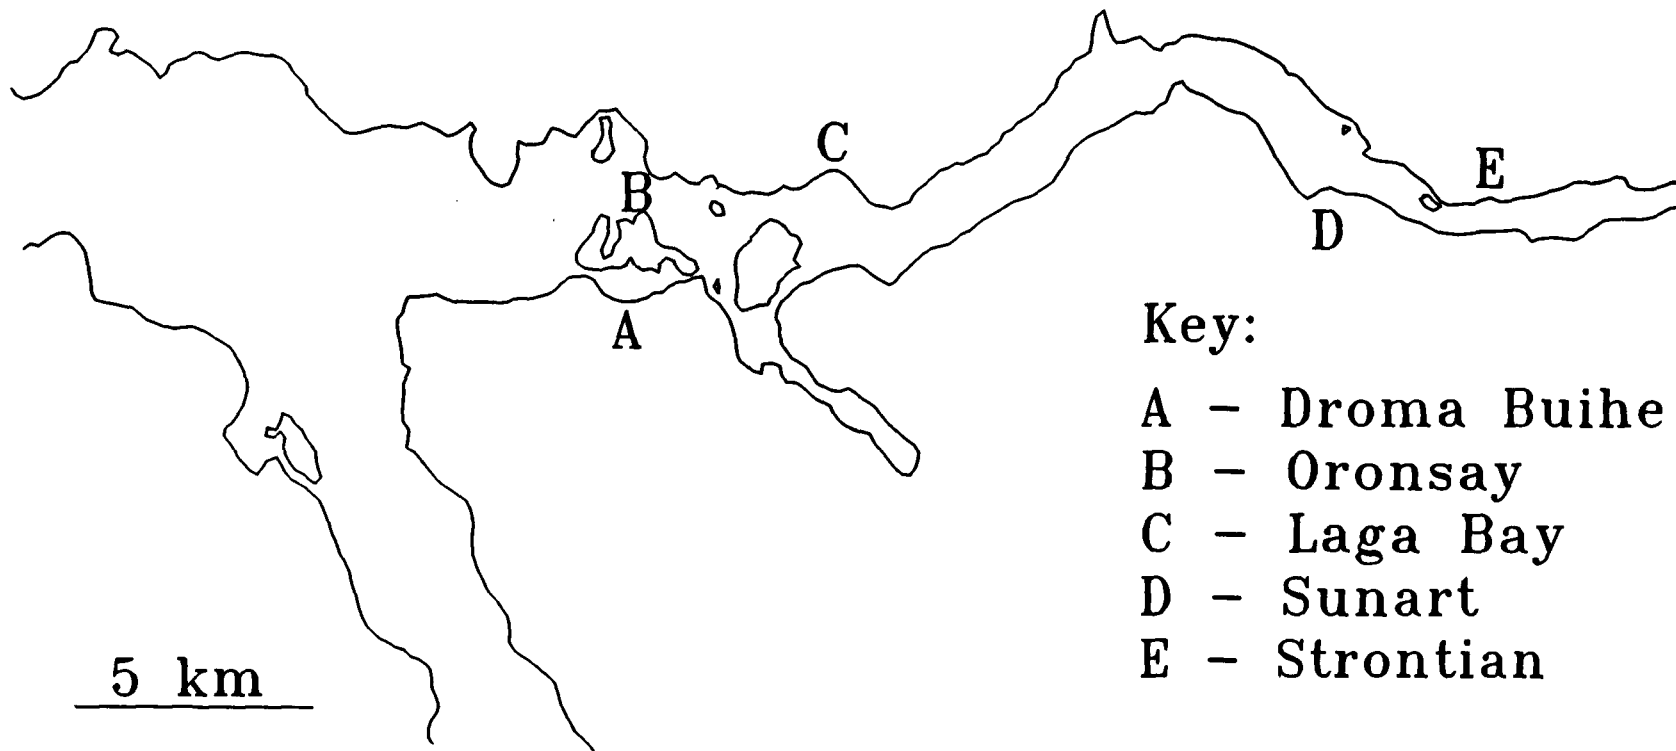 C
B
E
D
A
Key:
A - Droma Buihe
B - Oronsay
C - Laga Bay
D - Sunart
E - Strontian
5 km